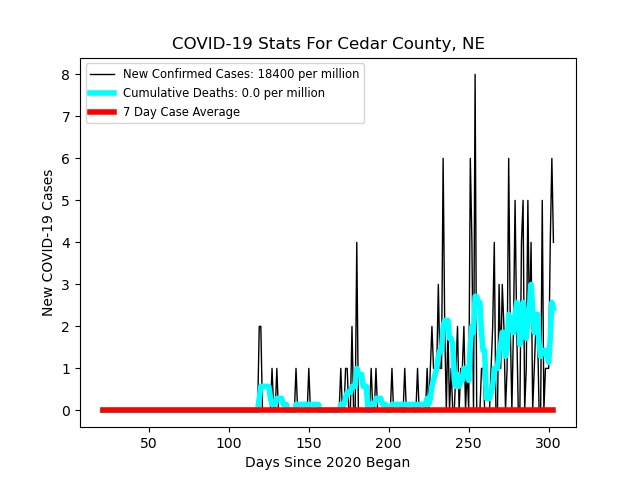 COVID-19 Stats For Cedar County, NE
New Confirmed Cases: 18400 per million
Cumulative Deaths: 0.0 per million
7 Day Case Average
New COVID-19 Cases
8
7
6
5
4
3
2
1
0
50 100 150 200 250 300
Days Since 2020 Began